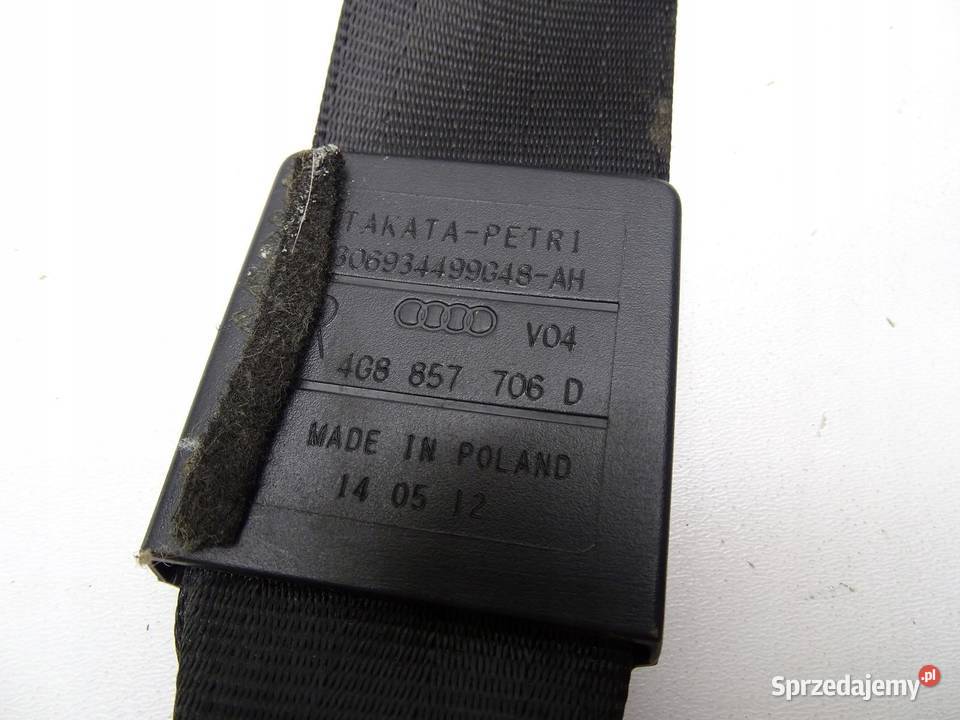 TAKATA-PETRI
306934499G48-AH
R
V04
4G8 857 706 D
MADE IN POLAND
14 05 12
Sprzedajemy.pl